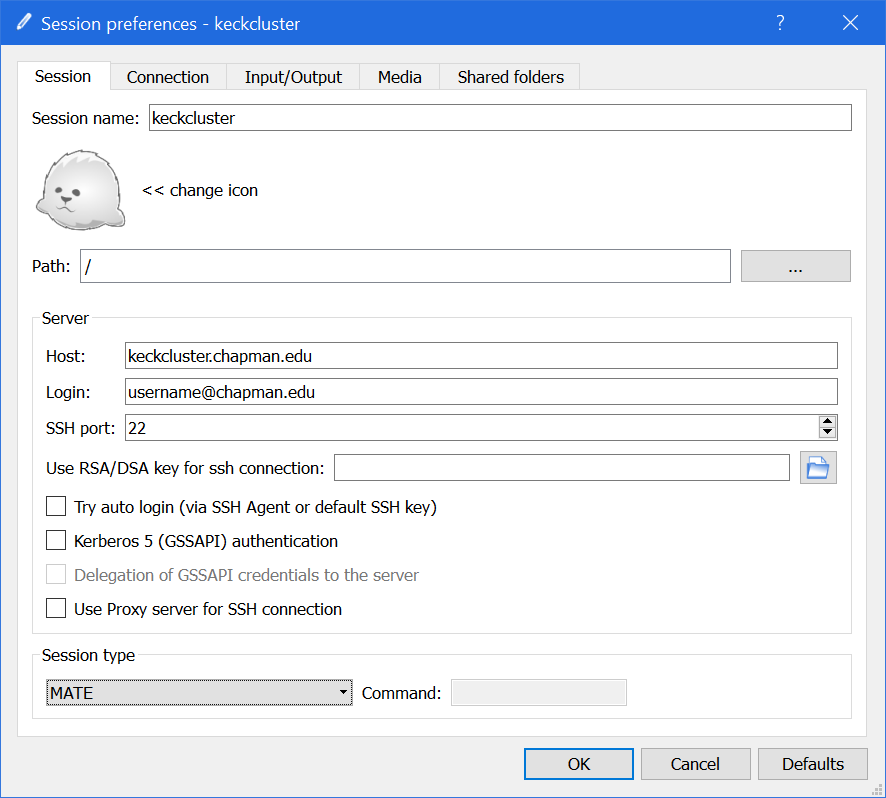 Session preferences - keckcluster ?
Session Connection Input/Output Media Shared folders
Session name: keckcluster
<< change icon
Path: / ...
Server
Host: keckcluster.chapman.edu
Login: username@chapman.edu
SSH port: 22
Use RSA/DSA key for ssh connection:
Try auto login (via SSH Agent or default SSH key)
Kerberos 5 (GSSAPI) authentication
Delegation of GSSAPI credentials to the server
Use Proxy server for SSH connection
Session type
MATE Command:
OK Cancel Defaults